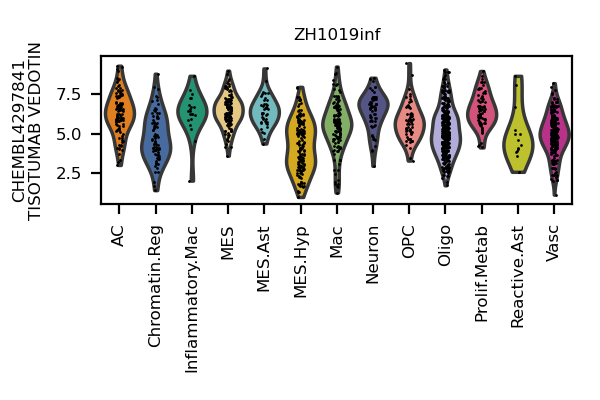 ZH1019inf
CHEMBL4297841
TISOTUMAB VEDOTIN
7.5
5.0
2.5
AC
Chromatin.Reg
Inflammatory.Mac
MES
MES.Ast
MES.Hyp
Mac
Neuron
OPC
Oligo
Prolif.Metab
Reactive.Ast
Vasc